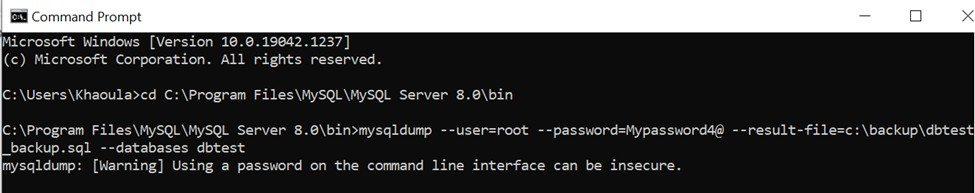 Command Prompt
Microsoft Windows [Version 10.0.19042.1237]
(c) Microsoft Corporation. All rights reserved.
C:\Users\Khaoula>cd C:\Program Files\MySQL\MySQL Server 8.0\bin
C:\Program Files\MySQL\MySQL Server 8.0\bin>mysqldump --user=root --password=Mypassword4@ --result-file=c:\backup\dbtest
_backup.sql --databases dbtest
mysqldump: [Warning] Using a password on the command line interface can be insecure.